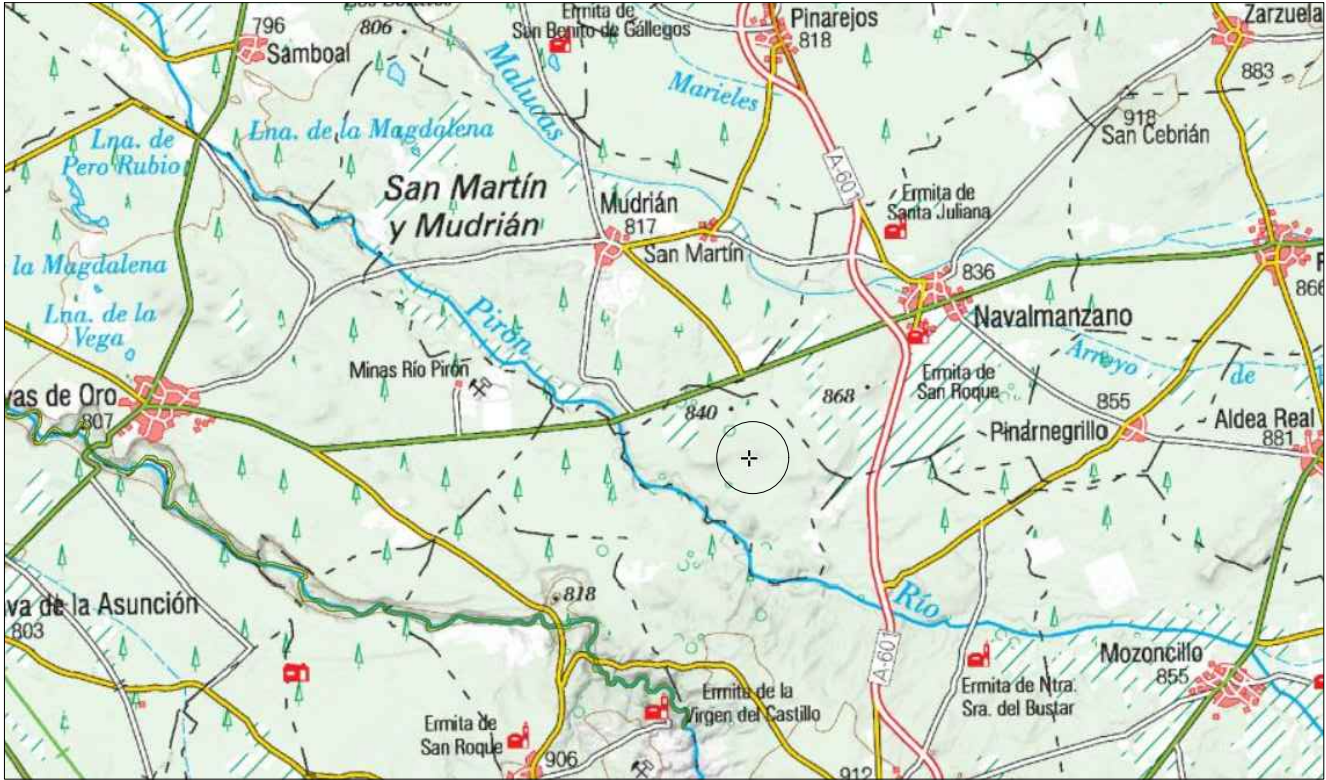 796
Samboal
806
Ermita de
San Benito de Gállegos
Pinarejos
818
Zarzuela
883
Marieles
918
San Cebrián
Lna. de
Pero Rubio
Lna. de la Magdalena
San Martín
y Mudrián
Mudrián
817
San Martín
A-601
Ermita de
Santa Juliana
836
Navalmanzano
866
la Magdalena
Lna. de la
Vega
Pirón
Minas Río Pirón
vas de Oro
807
840
868
Ermita de
San Roque
Arroyo
de
855
Pinarnegrillo
Aldea Real
881
818
va de la Asunción
803
Río
A-601
Mozoncillo
855
Ermita de Ntra.
Sra. del Bustar
Ermita de la
Virgen del Castillo
Ermita de
San Roque
906
912